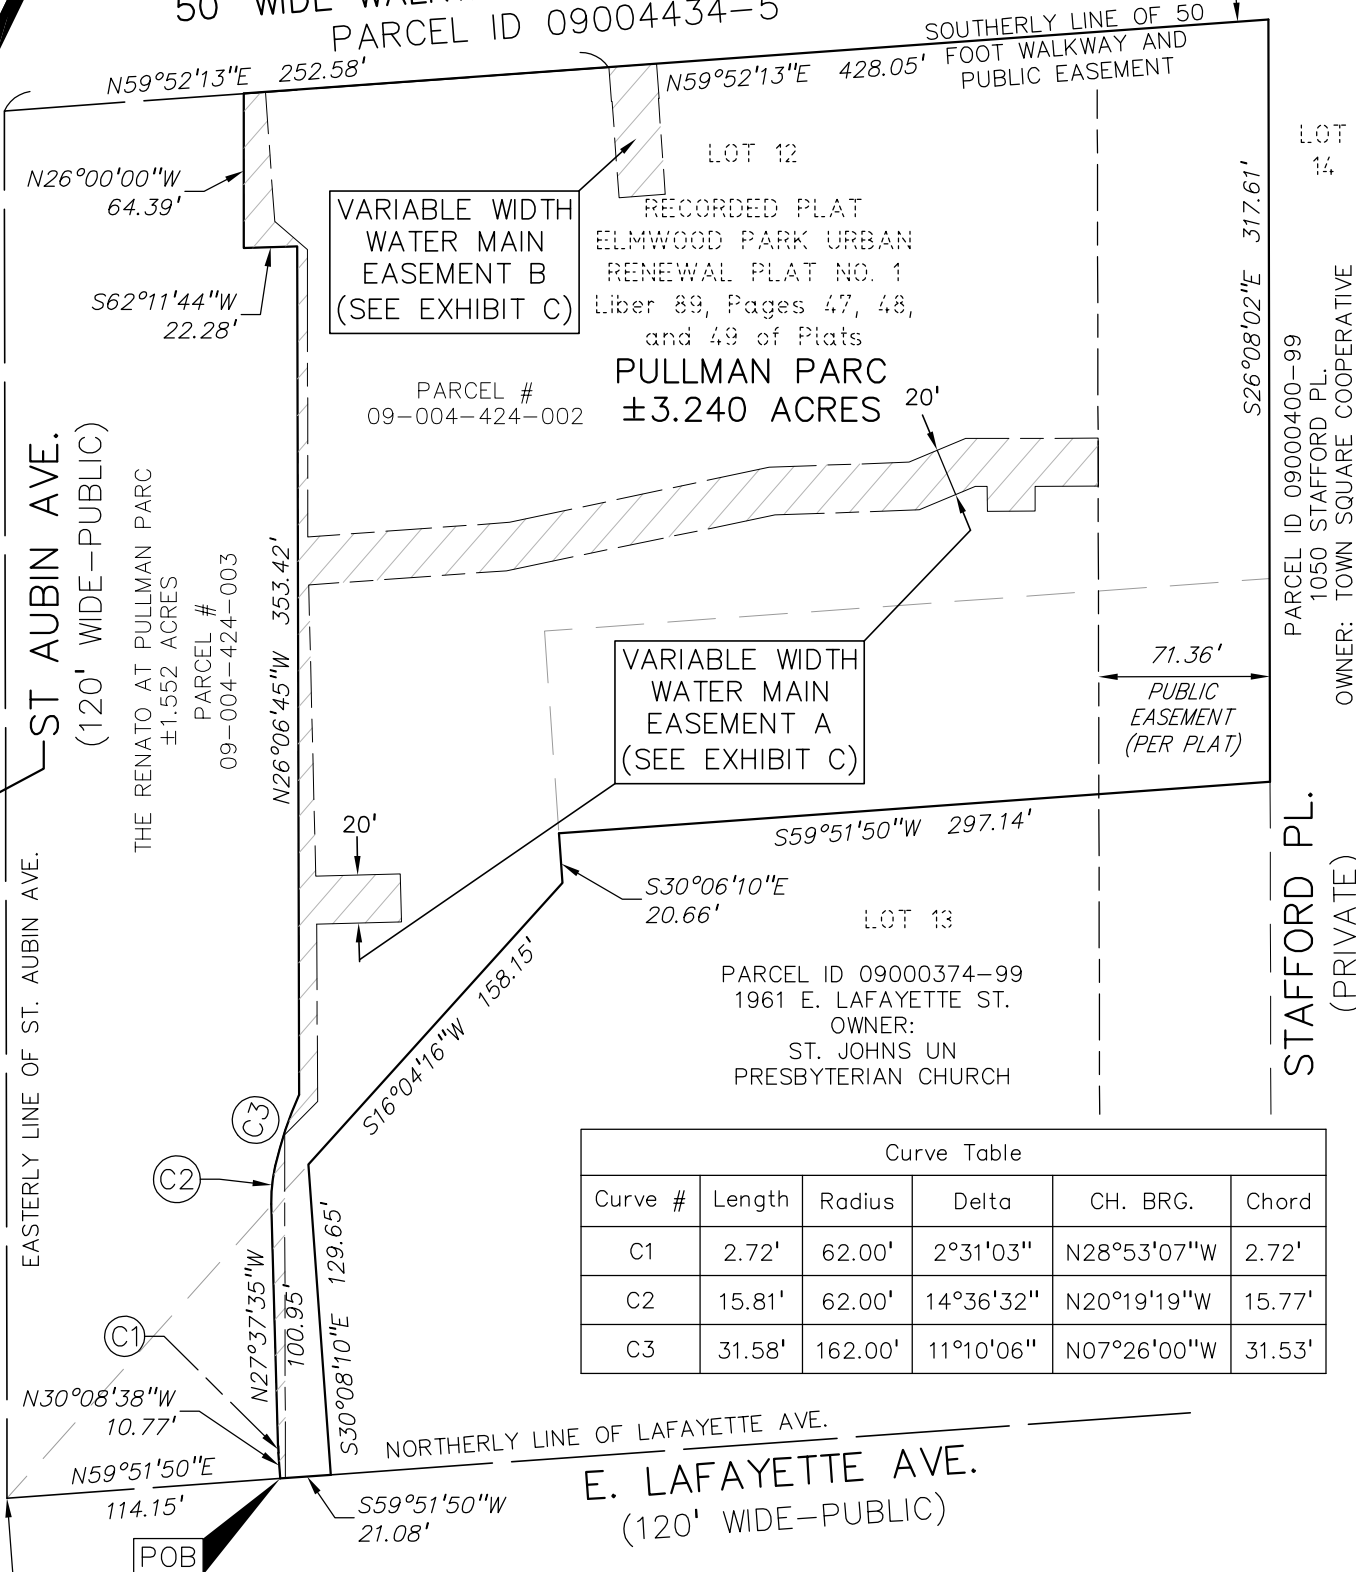 PARCEL ID 09004434-5
SOUTHERLY LINE OF 50
FOOT WALKWAY AND
PUBLIC EASEMENT
N59°52'13"E 252.58'
N59°52'13"E 428.05'
N26°00'00"W
64.39'
S62°11'44"W
22.28'
VARIABLE WIDTH
WATER MAIN
EASEMENT B
(SEE EXHIBIT C)
LOT 12
RECORDED PLAT
ELMWOOD PARK URBAN
RENEWAL PLAT NO. 1
Liber 89, Pages 47, 48,
and 49 of Plats
PULLMAN PARC
±3.240 ACRES
PARCEL #
09-004-424-002
20'
LOT
14
S26°08'02"E 317.61'
PARCEL ID 09000400-99
1050 STAFFORD PL.
OWNER: TOWN SQUARE COOPERATIVE
ST AUBIN AVE.
(120' WIDE-PUBLIC)
THE RENATO AT PULLMAN PARC
±1.552 ACRES
PARCEL #
09-004-424-003
N26°06'45"W 353.42'
VARIABLE WIDTH
WATER MAIN
EASEMENT A
(SEE EXHIBIT C)
71.36'
PUBLIC
EASEMENT
(PER PLAT)
20'
S59°51'50"W 297.14'
S30°06'10"E
20.66'
LOT 13
PARCEL ID 09000374-99
1961 E. LAFAYETTE ST.
OWNER:
ST. JOHNS UN
PRESBYTERIAN CHURCH
STAFFORD PL.
(PRIVATE)
EASTERLY LINE OF ST. AUBIN AVE.
S16°04'16"W 158.15'
C3
C2
C1
N27°37'35"W
100.95'
S30°08'10"E 129.65'
N30°08'38"W
10.77'
N59°51'50"E
114.15'
POB
S59°51'50"W
21.08'
NORTHERLY LINE OF LAFAYETTE AVE.
E. LAFAYETTE AVE.
(120' WIDE-PUBLIC)
Curve Table
Curve # Length Radius Delta CH. BRG. Chord
C1 2.72' 62.00' 2°31'03" N28°53'07"W 2.72'
C2 15.81' 62.00' 14°36'32" N20°19'19"W 15.77'
C3 31.58' 162.00' 11°10'06" N07°26'00"W 31.53'